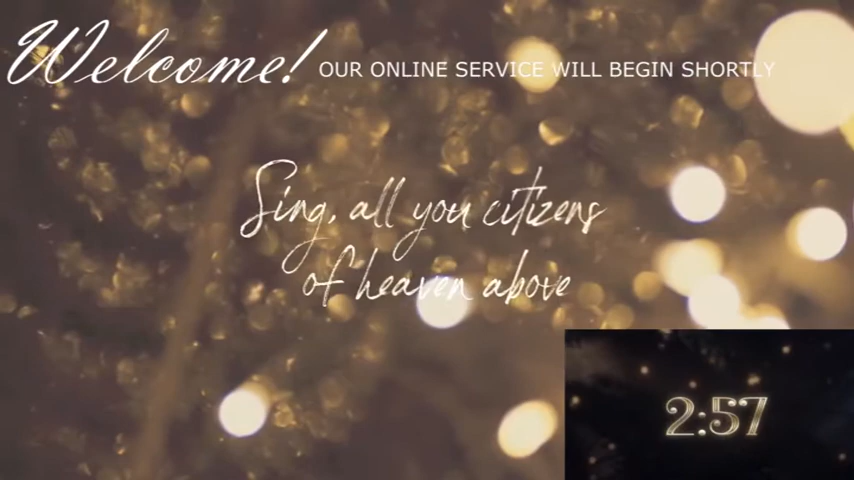 Welcome! OUR ONLINE SERVICE WILL BEGIN SHORTLY
Sing, all you citizens
of heaven above
2:57